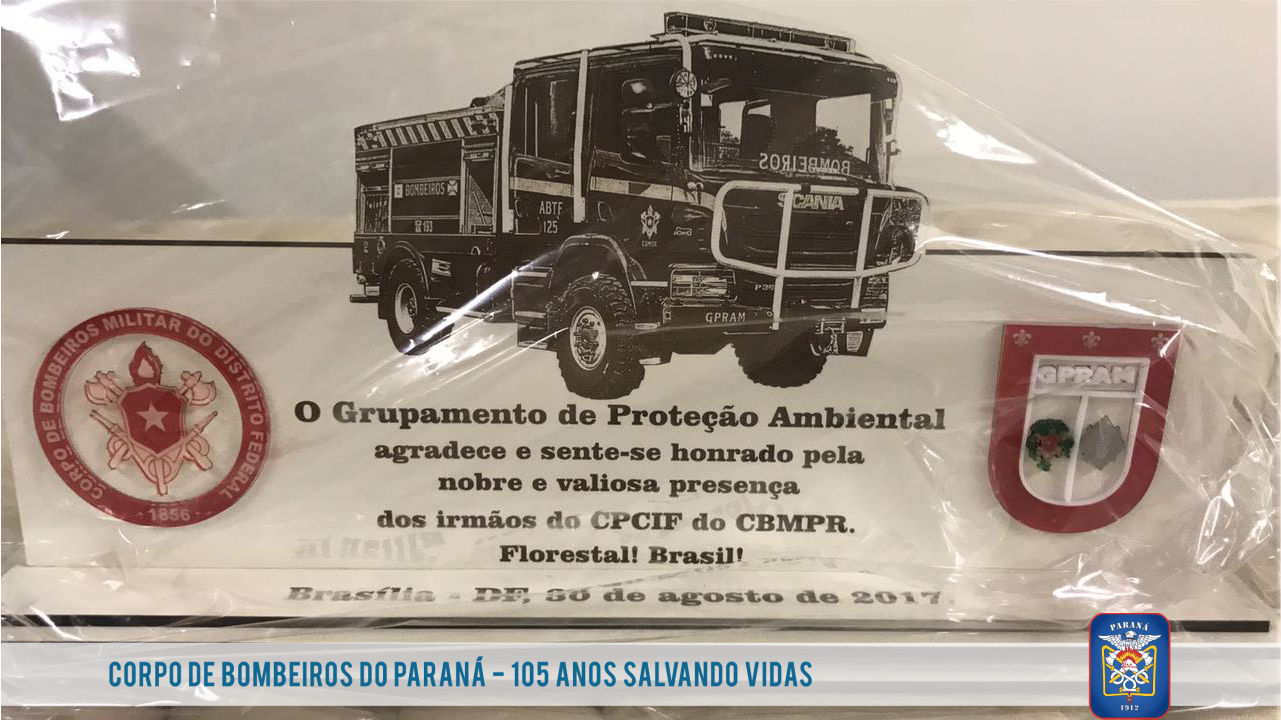 BOMBEIROS
SCANIA
BOMBEIROS
193
ABTF
125
GPRAM
CORPO DE BOMBEIROS MILITAR DO DISTRITO FEDERAL
- 1856 -
GPRAM
O Grupamento de Proteção Ambiental
agradece e sente-se honrado pela
nobre e valiosa presença
dos irmãos do CPCIF do CBMPR.
Florestal! Brasil!
Brasília - DF, 30 de agosto de 2017.
CORPO DE BOMBEIROS DO PARANÁ - 105 ANOS SALVANDO VIDAS
PARANÁ
1912